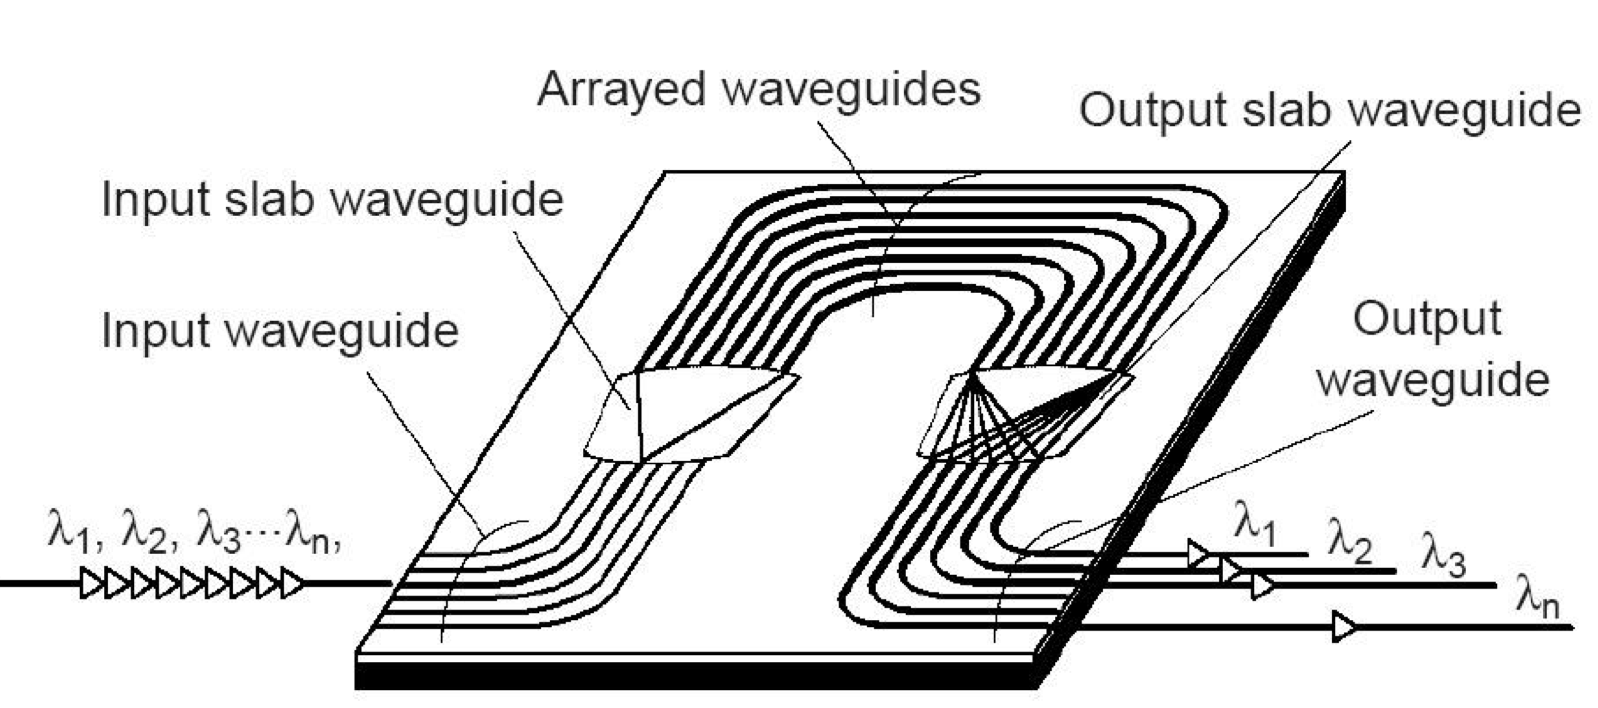 Arrayed waveguides
Output slab waveguide
Input slab waveguide
Input waveguide
Output
waveguide
λ1, λ2, λ3···λn,
λ1
λ2
λ3
λn